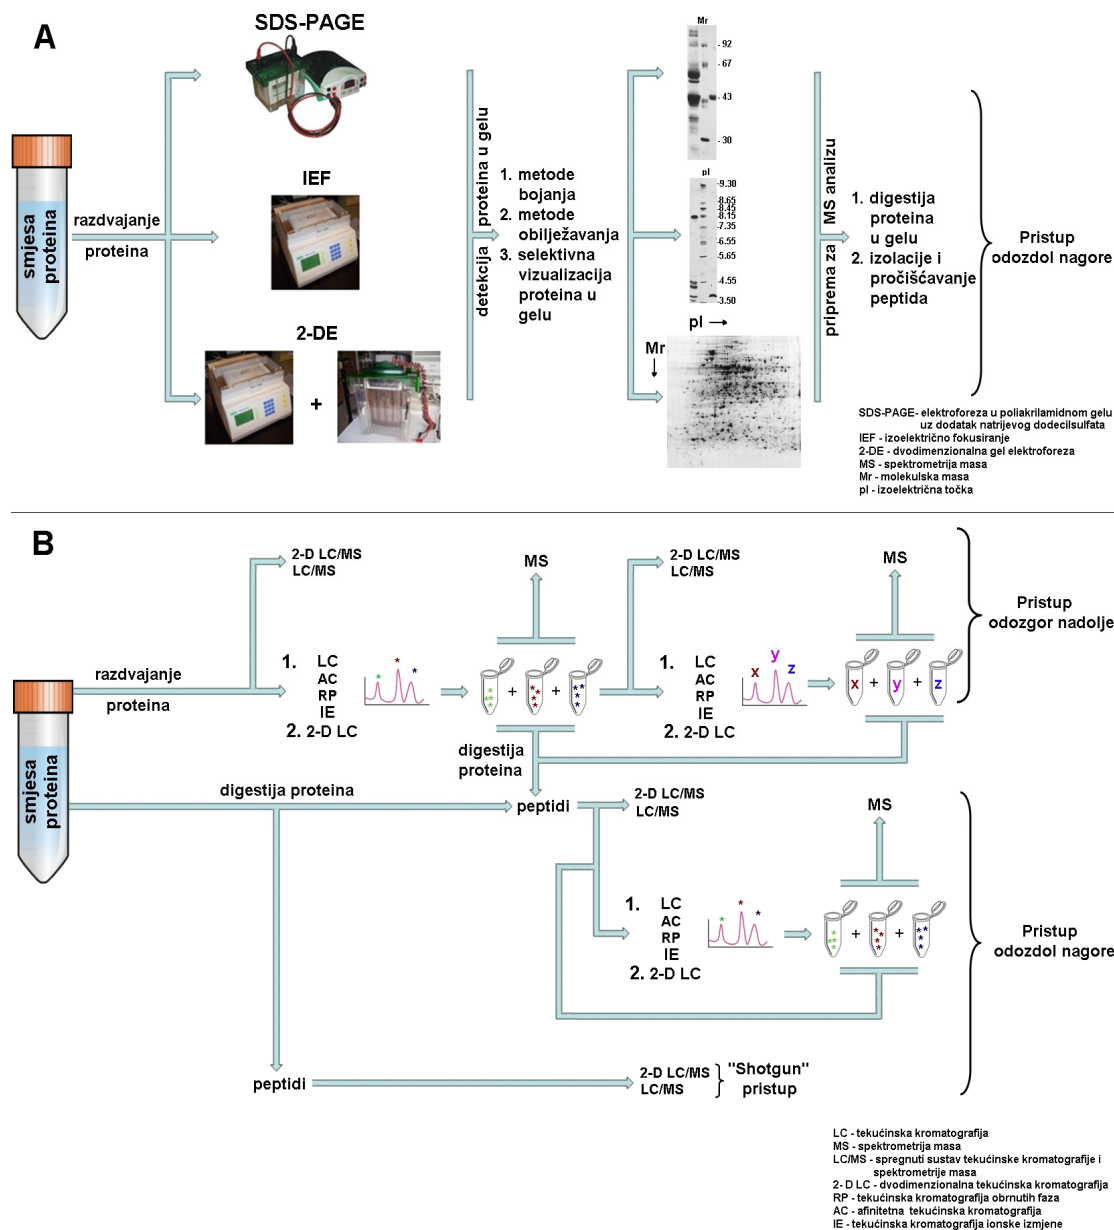 A
SDS-PAGE
IEF
2-DE
+
smjesa
proteina
razdvajanje
proteina
detekcija proteina u gelu
1. metode
bojanja
2. metode
obilježavanja
3. selektivna
vizualizacija
proteina u
gelu
Mr
- 92
- 67
- 43
- 30
pI
-9.30
-8.65
-8.45
-8.15
-7.35
-6.55
-5.65
-4.55
-3.50
pI
Mr
priprema za MS analizu
1. digestija
proteina
u gelu
2. izolacije i
pročišćavanje
peptida
Pristup
odozdol nagore
SDS-PAGE- elektroforeza u poliakrilamidnom gelu
uz dodatak natrijevog dodecilsulfata
IEF - izoelektrično fokusiranje
2-DE - dvodimenzionalna gel elektroforeza
MS - spektrometrija masa
Mr - molekulska masa
pI - izoelektrična točka
B
smjesa
proteina
razdvajanje
proteina
2-D LC/MS
LC/MS
1. LC
AC
RP
IE
2. 2-D LC
* * *
MS
+ +
2-D LC/MS
LC/MS
1. LC
AC
RP
IE
2. 2-D LC
x y z
MS
x + y + z
Pristup
odozgor nadolje
digestija
proteina
digestija proteina
peptidi
2-D LC/MS
LC/MS
1. LC
AC
RP
IE
2. 2-D LC
* * *
MS
+ +
Pristup
odozdol nagore
peptidi
2-D LC/MS
LC/MS
"Shotgun"
pristup
LC - tekućinska kromatografija
MS - spektrometrija masa
LC/MS - spregnuti sustav tekućinske kromatografije i
spektrometrije masa
2- D LC - dvodimenzionalna tekućinska kromatografija
RP - tekućinska kromatografija obrnutih faza
AC - afinitetna tekućinska kromatografija
IE - tekućinska kromatografija ionske izmjene